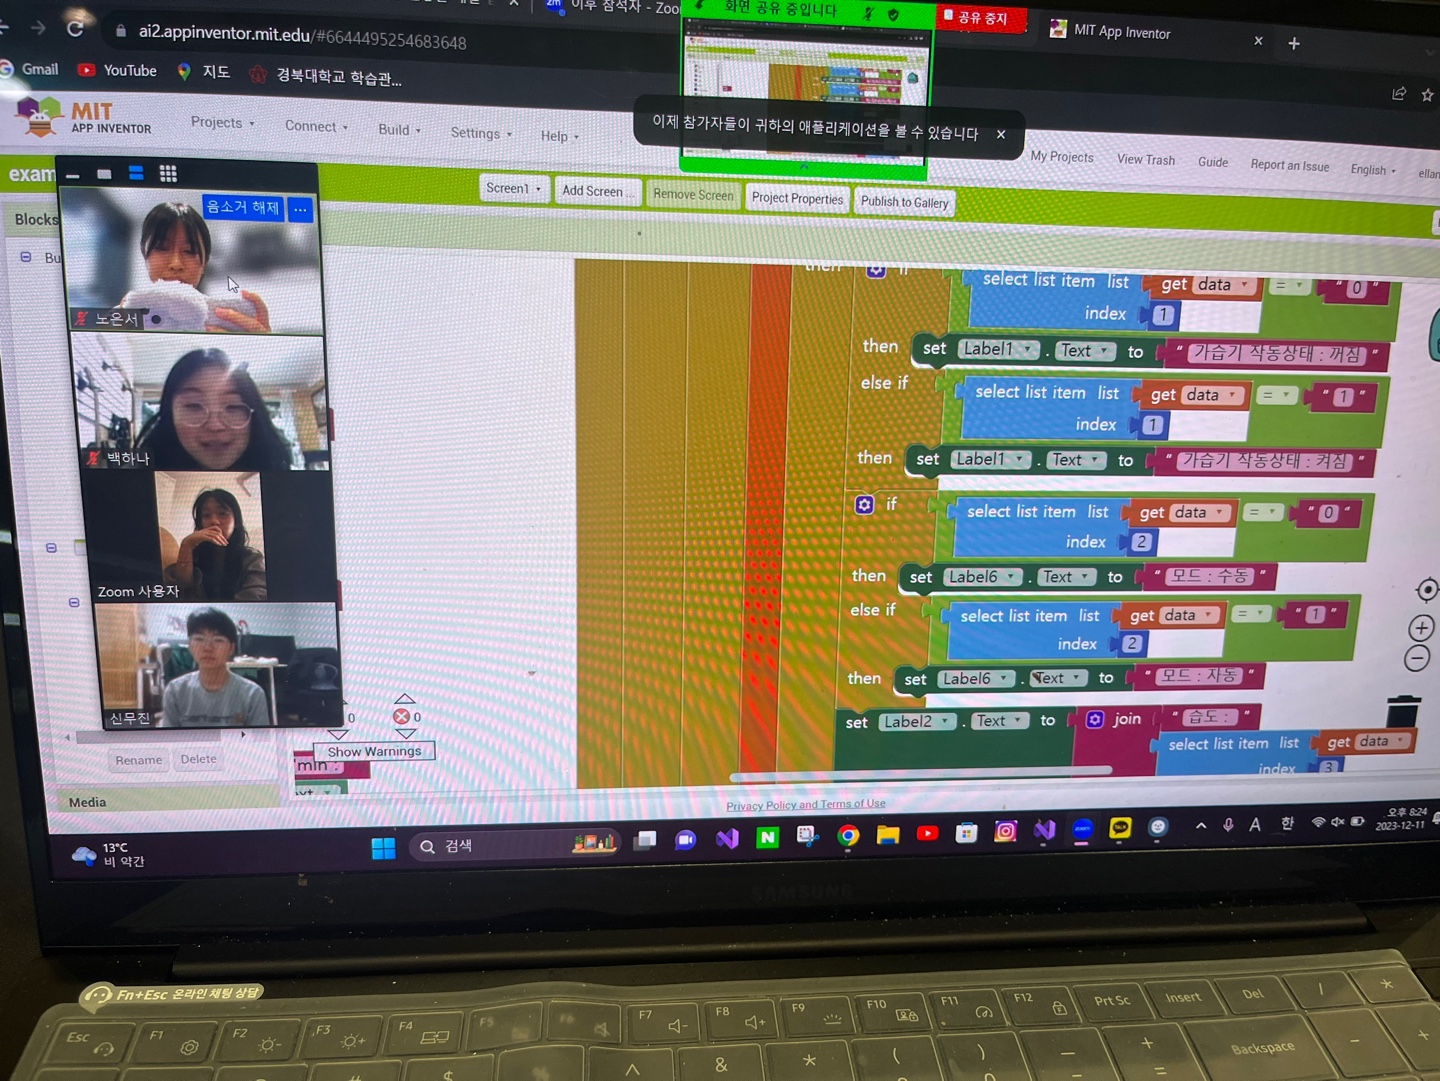 이후 참석자 - Zoo
화면 공유 중입니다
공유 중지
MIT App Inventor
ai2.appinventor.mit.edu/#6644495254683648
Gmail
YouTube
지도
경북대학교 학습관...
이제 참가자들이 귀하의 애플리케이션을 볼 수 있습니다
MIT
APP INVENTOR
Projects
Connect
Build
Settings
Help
My Projects
View Trash
Guide
Report an Issue
English
ellan
exam
Screen1
Add Screen ...
Remove Screen
Project Properties
Publish to Gallery
Blocks
Bu
음소거 해제
노은서
백하나
Zoom 사용자
신무진
then if
select list item list get data = "0"
index 1
then set Label1 . Text to "가습기 작동상태 : 꺼짐"
else if select list item list get data = "1"
index 1
then set Label1 . Text to "가습기 작동상태 : 켜짐"
if select list item list get data = "0"
index 2
then set Label6 . Text to "모드 : 수동"
else if select list item list get data = "1"
index 2
then set Label6 . Text to "모드 : 자동"
set Label2 . Text to join "습도 : "
select list item list get data
index 3
0 0
Show Warnings
min :
Rename Delete
Media
Privacy Policy and Terms of Use
13°C
비 약간
검색
A 한
오후 8:24
2023-12-11
SAMSUNG
Fn+Esc 온라인 채팅 상담
Esc F1 F2 F3 F4 F5 F6 F7 F8 F9 F10 F11 F12 Prt Sc Insert Del / *
$ ^ & * ( ) - + = Backspace - +